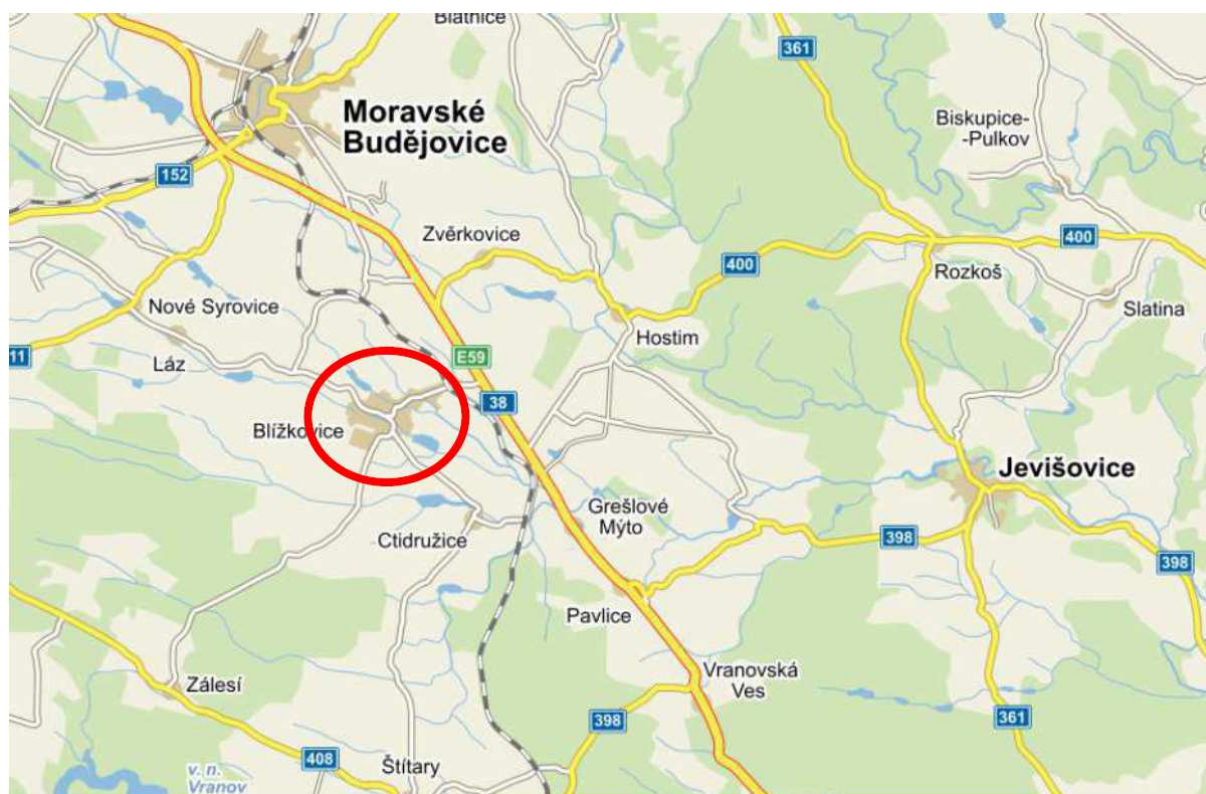 Blatnice
361
Moravské
Budějovice
Biskupice-
-Pulkov
152
Zvěrkovice
400
400
Rozkoš
Nové Syrovice
Slatina
Hostim
11
Láz
E59
38
Blížkovice
Jevišovice
Grešlové
Mýto
Ctidružice
398
398
Pavlice
Vranovská
Ves
Zálesí
398
361
408
Štítary
v. n.
Vranov